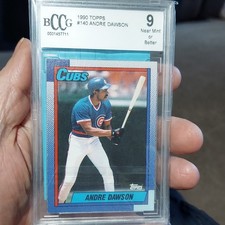 BCCG
1990 TOPPS
#140 ANDRE DAWSON
9
Near Mint
or
Better
CUBS
ANDRE DAWSON
Topps